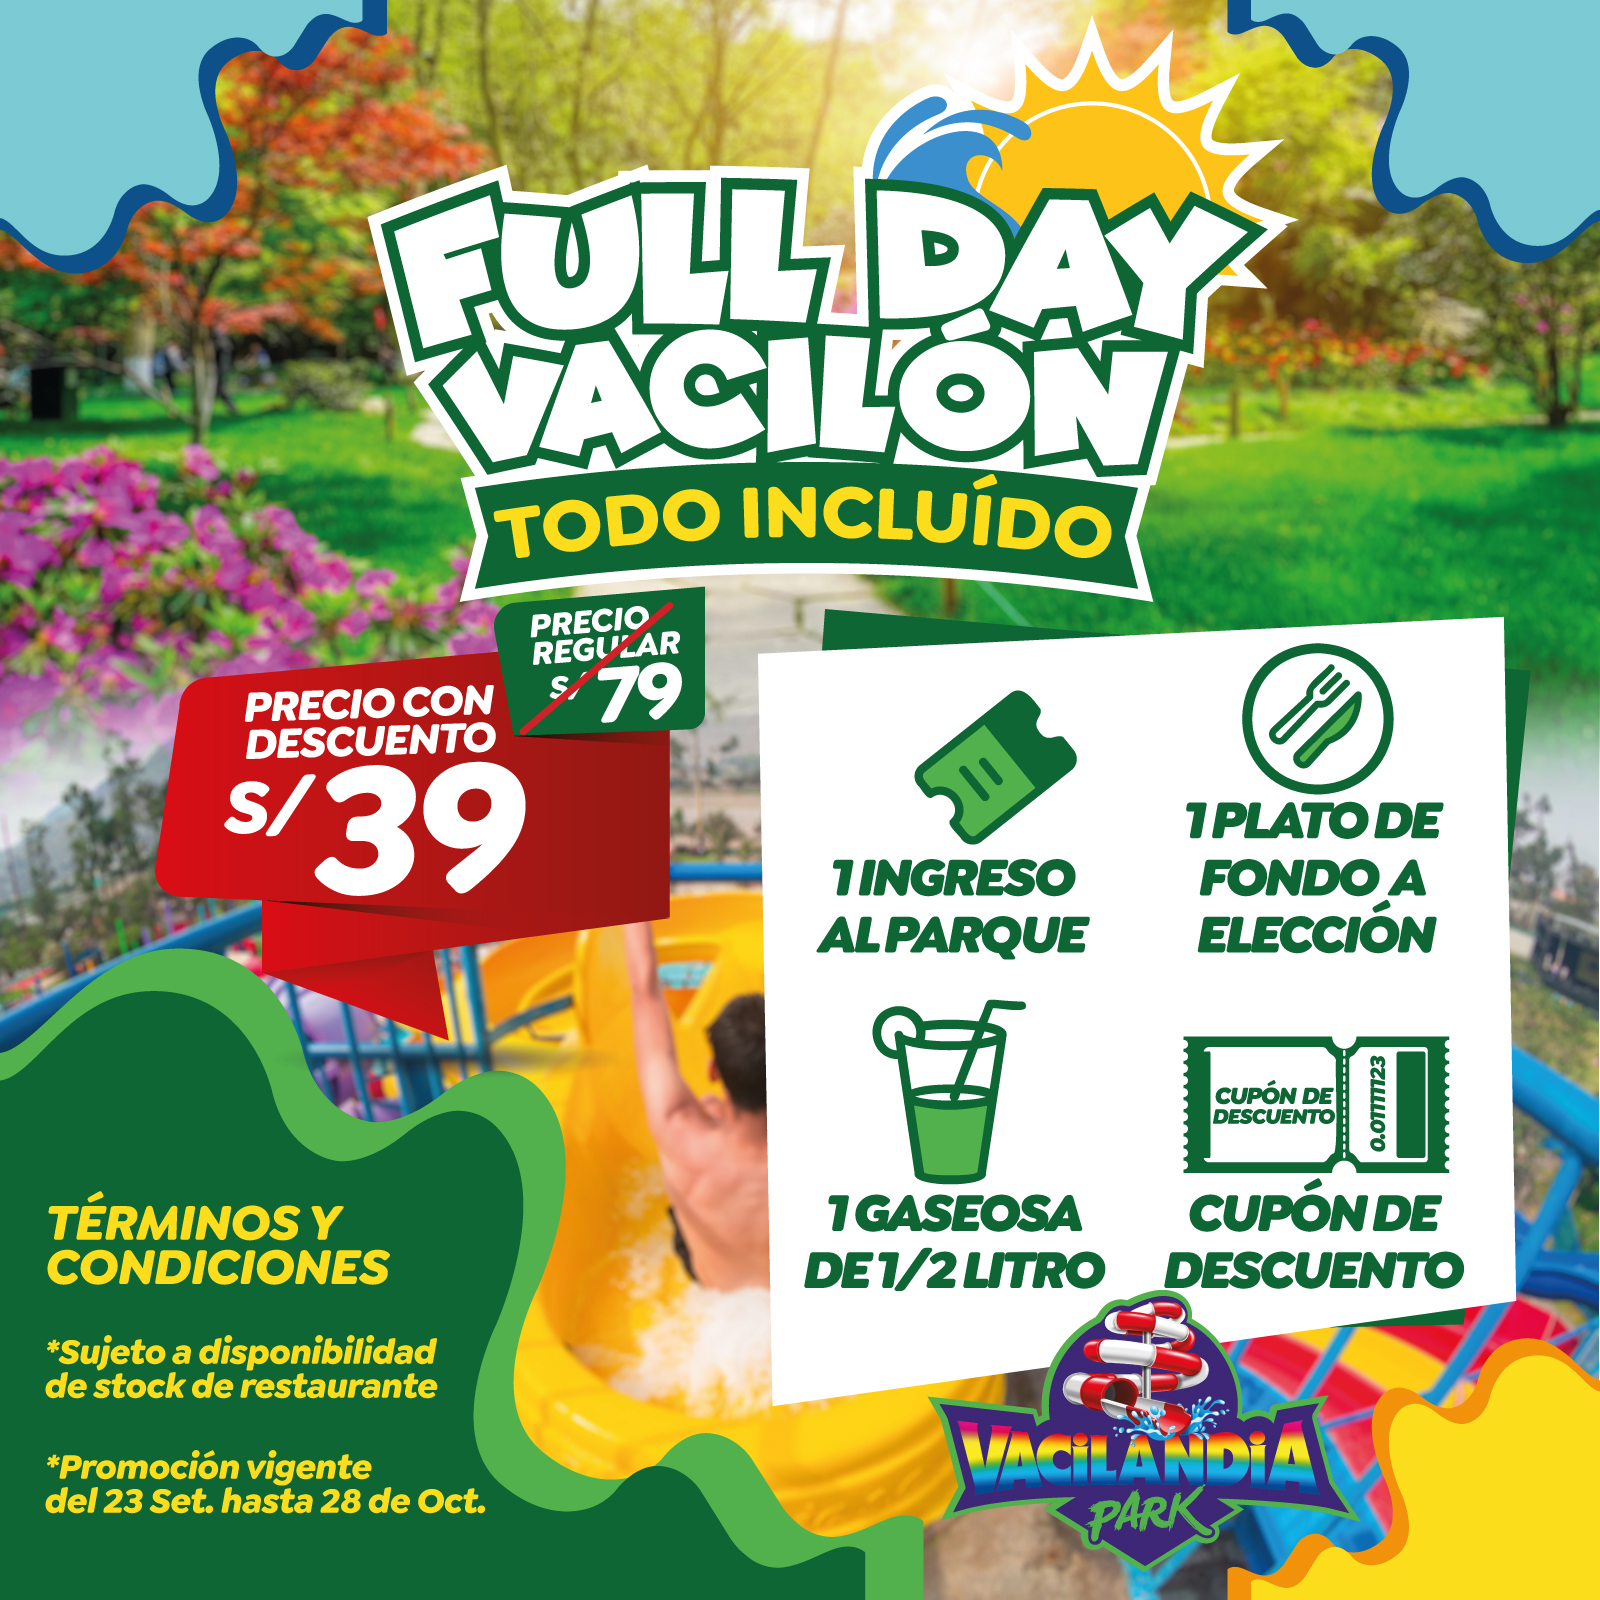 FULL DAY
VACILÓN
TODO INCLUÍDO
PRECIO
REGULAR
S/ 79
PRECIO CON
DESCUENTO
S/39
1 INGRESO
AL PARQUE
1 PLATO DE
FONDO A
ELECCIÓN
1 GASEOSA
DE 1/2 LITRO
CUPÓN DE
DESCUENTO
0.01111123
CUPÓN DE
DESCUENTO
TÉRMINOS Y
CONDICIONES
*Sujeto a disponibilidad
de stock de restaurante
*Promoción vigente
del 23 Set. hasta 28 de Oct.
VACiLANDiA
PARK